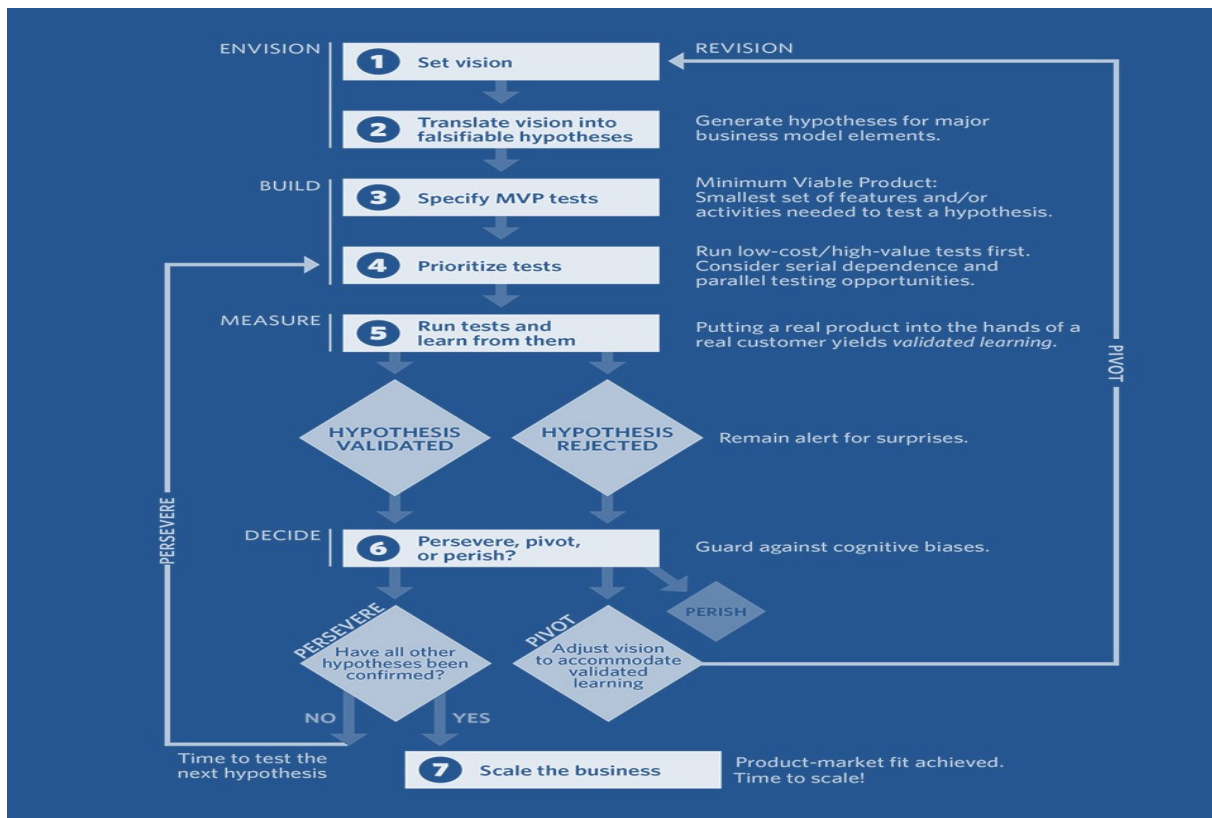 ENVISION
1 Set vision
REVISION
2 Translate vision into
falsifiable hypotheses
Generate hypotheses for major
business model elements.
BUILD
3 Specify MVP tests
Minimum Viable Product:
Smallest set of features and/or
activities needed to test a hypothesis.
4 Prioritize tests
Run low-cost/high-value tests first.
Consider serial dependence and
parallel testing opportunities.
MEASURE
5 Run tests and
learn from them
Putting a real product into the hands of a
real customer yields validated learning.
PIVOT
HYPOTHESIS
VALIDATED
HYPOTHESIS
REJECTED
Remain alert for surprises.
PERSEVERE
DECIDE
6 Persevere, pivot,
or perish?
Guard against cognitive biases.
PERISH
PERSEVERE
Have all other
hypotheses been
confirmed?
PIVOT
Adjust vision
to accommodate
validated
learning
NO
YES
Time to test the
next hypothesis
7 Scale the business
Product-market fit achieved.
Time to scale!